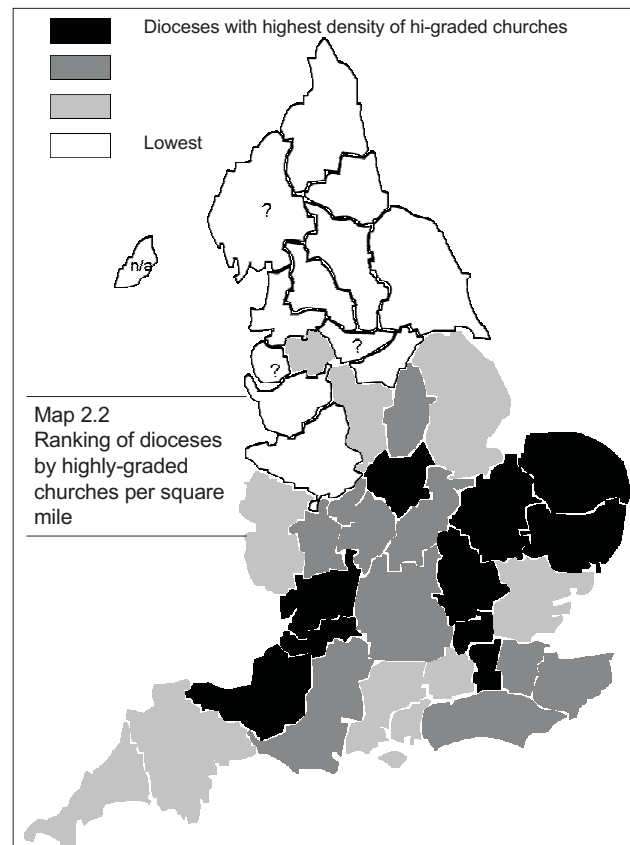 Dioceses with highest density of hi-graded churches
Lowest
?
n/a
?
?
Map 2.2
Ranking of dioceses
by highly-graded
churches per square
mile